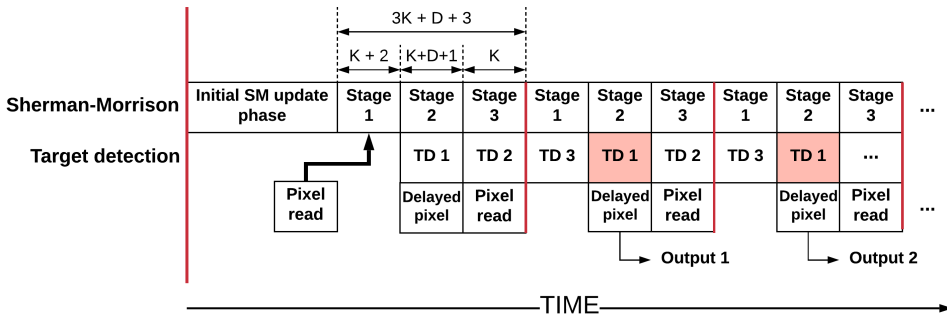 3K + D + 3
K + 2
K+D+1
K
Sherman-Morrison
Initial SM update
phase
Stage
1
Stage
2
Stage
3
Stage
1
Stage
2
Stage
3
Stage
1
Stage
2
Stage
3
...
Target detection
TD 1
TD 2
TD 3
TD 1
TD 2
TD 3
TD 1
...
Pixel
read
Delayed
pixel
Pixel
read
Delayed
pixel
Pixel
read
Delayed
pixel
Pixel
read
...
Output 1
Output 2
TIME